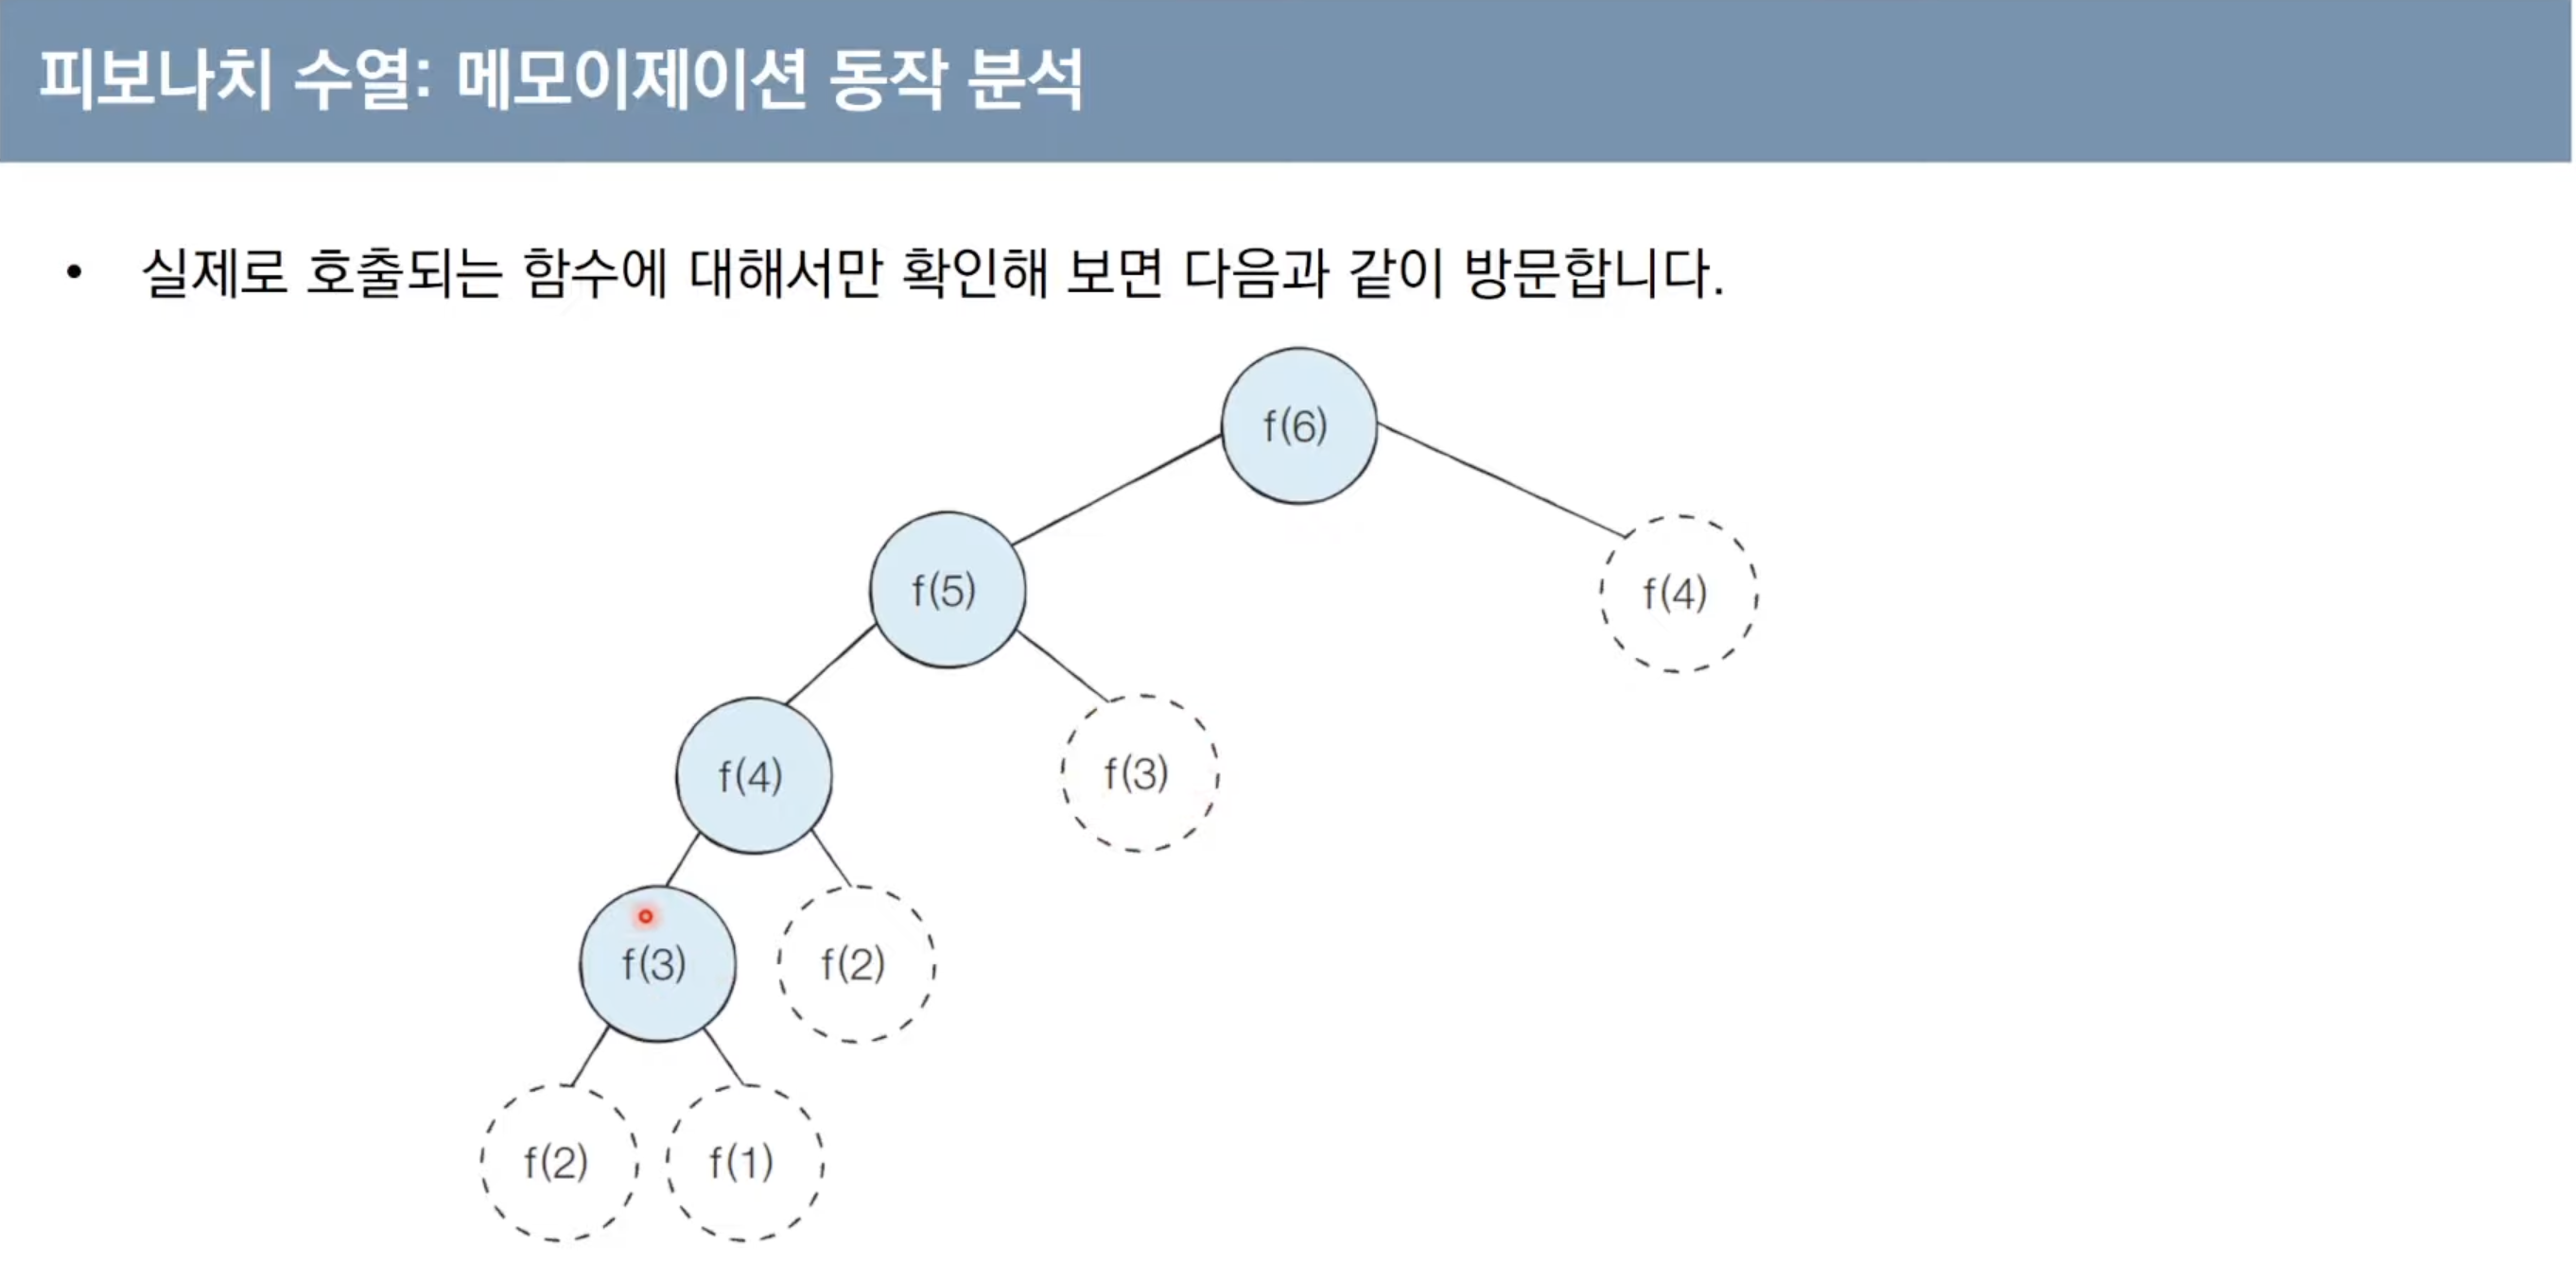 피보나치 수열: 메모이제이션 동작 분석
• 실제로 호출되는 함수에 대해서만 확인해 보면 다음과 같이 방문합니다.
f(6)
f(5)
f(4)
f(4)
f(3)
f(3)
f(2)
f(2)
f(1)